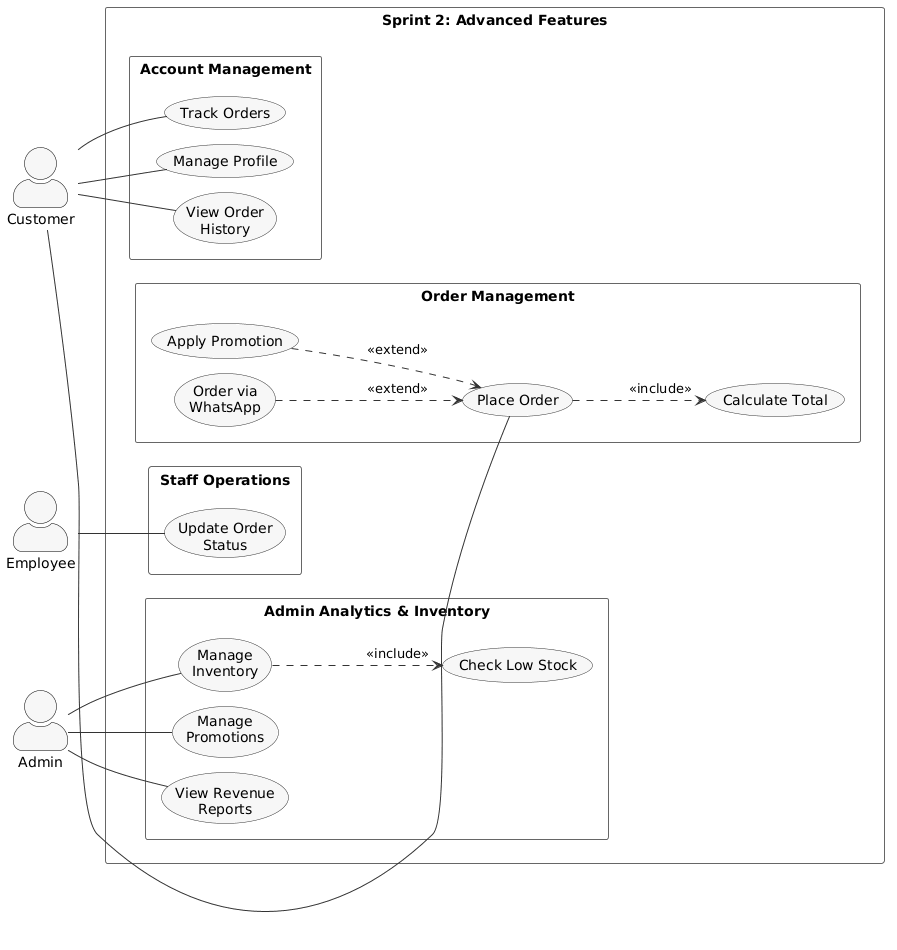 Sprint 2: Advanced Features
Account Management
Track Orders
Manage Profile
View Order
History
Customer
Order Management
Apply Promotion
«extend»
Order via
WhatsApp
«extend»
Place Order
«include»
Calculate Total
Staff Operations
Update Order
Status
Employee
Admin Analytics & Inventory
Manage
Inventory
«include»
Check Low Stock
Manage
Promotions
Admin
View Revenue
Reports